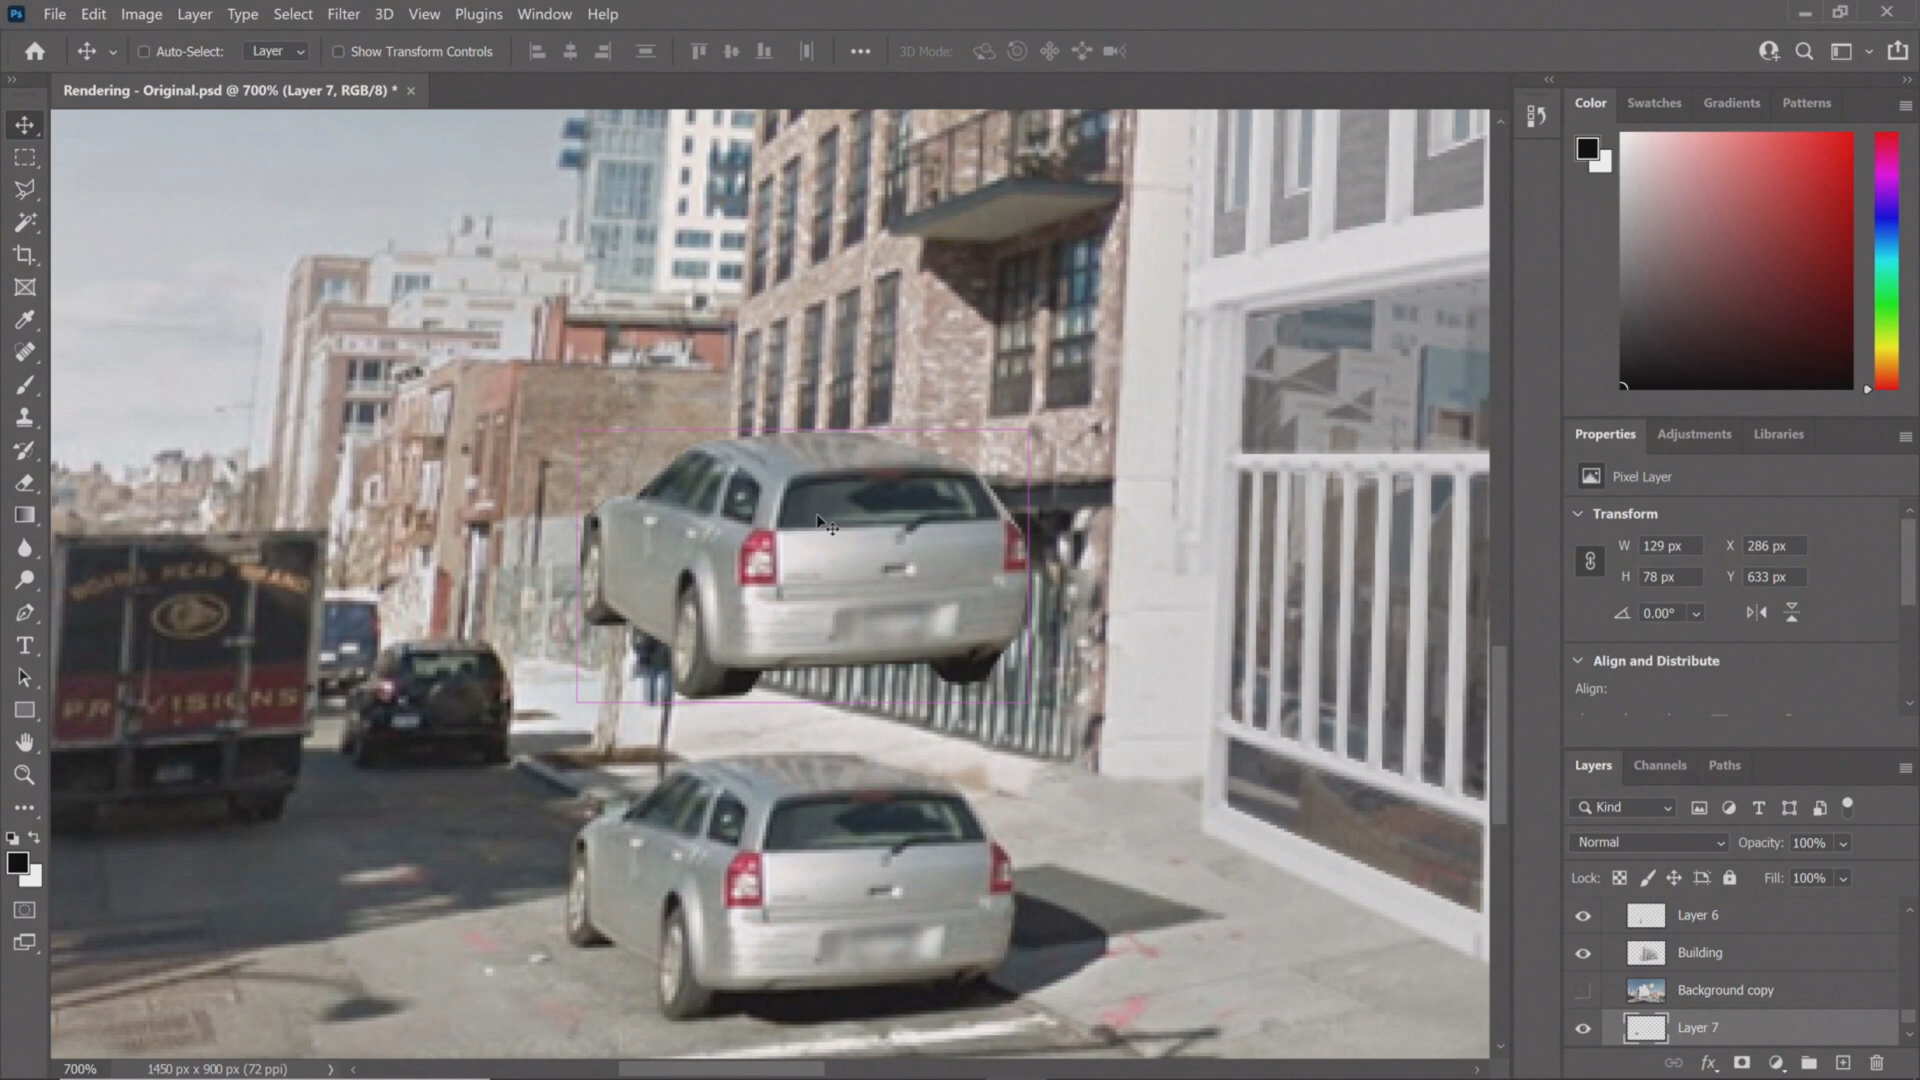 Ps File Edit Image Layer Type Select Filter 3D View Plugins Window Help
Auto-Select: Layer Show Transform Controls 3D Mode:
Rendering - Original.psd @ 700% (Layer 7, RGB/8) *
Color Swatches Gradients Patterns
Properties Adjustments Libraries
Pixel Layer
Transform
W 129 px X 286 px
H 78 px Y 633 px
0.00°
Align and Distribute
Align:
Layers Channels Paths
Kind
Normal Opacity: 100%
Lock: Fill: 100%
Layer 6
Building
Background copy
Layer 7
BOAR'S HEAD BRAND
PROVISIONS
700% 1450 px x 900 px (72 ppi)